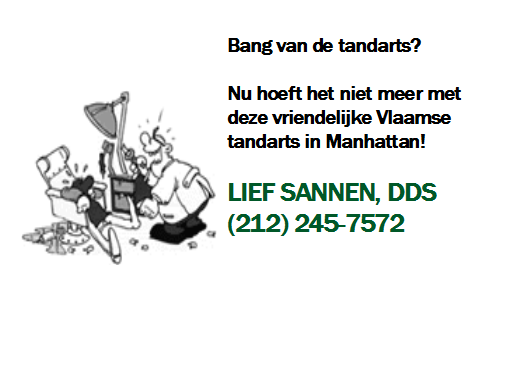 Bang van de tandarts?
Nu hoeft het niet meer met
deze vriendelijke Vlaamse
tandarts in Manhattan!
LIEF SANNEN, DDS
(212) 245-7572